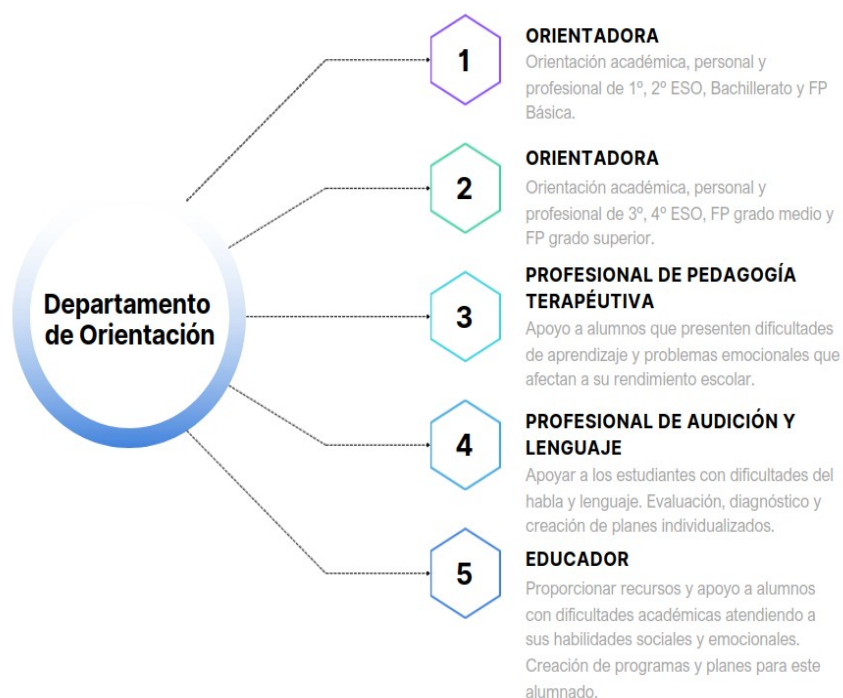 Departamento
de Orientación
1
ORIENTADORA
Orientación académica, personal y
profesional de 1º, 2º ESO, Bachillerato y FP
Básica.
2
ORIENTADORA
Orientación académica, personal y
profesional de 3º, 4º ESO, FP grado medio y
FP grado superior.
3
PROFESIONAL DE PEDAGOGÍA
TERAPÉUTIVA
Apoyo a alumnos que presenten dificultades
de aprendizaje y problemas emocionales que
afectan a su rendimiento escolar.
4
PROFESIONAL DE AUDICIÓN Y
LENGUAJE
Apoyar a los estudiantes con dificultades del
habla y lenguaje. Evaluación, diagnóstico y
creación de planes individualizados.
5
EDUCADOR
Proporcionar recursos y apoyo a alumnos
con dificultades académicas atendiendo a
sus habilidades sociales y emocionales.
Creación de programas y planes para este
alumnado.